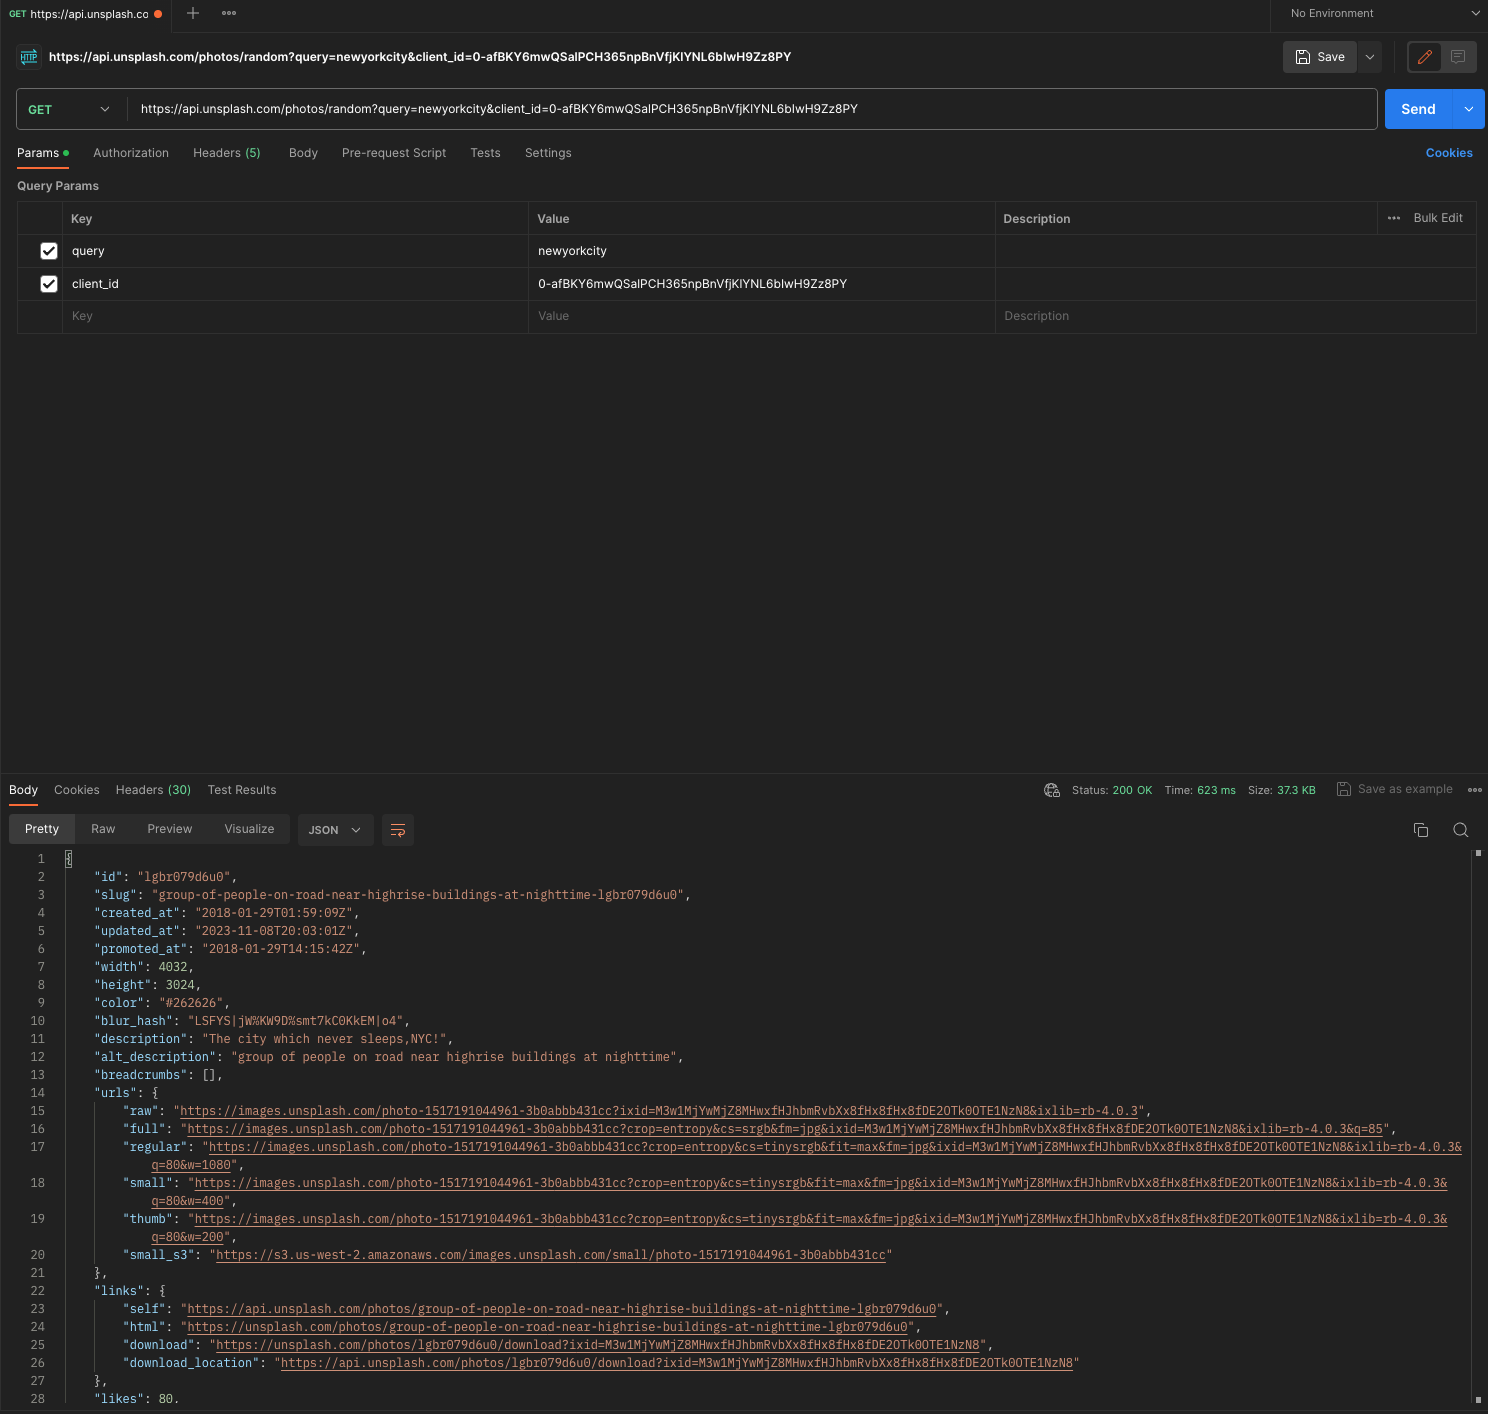 GET https://api.unsplash.co
No Environment
HTTP https://api.unsplash.com/photos/random?query=newyorkcity&client_id=0-afBKY6mwQSalPCH365npBnVfjKlYNL6blwH9Zz8PY
Save
GET https://api.unsplash.com/photos/random?query=newyorkcity&client_id=0-afBKY6mwQSalPCH365npBnVfjKlYNL6blwH9Zz8PY
Send
Params Authorization Headers (5) Body Pre-request Script Tests Settings Cookies
Query Params
Key Value Description ••• Bulk Edit
query newyorkcity
client_id 0-afBKY6mwQSalPCH365npBnVfjKlYNL6blwH9Zz8PY
Key Value Description
Body Cookies Headers (30) Test Results Status: 200 OK Time: 623 ms Size: 37.3 KB Save as example
Pretty Raw Preview Visualize JSON
1 {
2 "id": "lgbr079d6u0",
3 "slug": "group-of-people-on-road-near-highrise-buildings-at-nighttime-lgbr079d6u0",
4 "created_at": "2018-01-29T01:59:09Z",
5 "updated_at": "2023-11-08T20:03:01Z",
6 "promoted_at": "2018-01-29T14:15:42Z",
7 "width": 4032,
8 "height": 3024,
9 "color": "#262626",
10 "blur_hash": "LSFYS|jW%KW9D%smt7kC0KkEM|o4",
11 "description": "The city which never sleeps,NYC!",
12 "alt_description": "group of people on road near highrise buildings at nighttime",
13 "breadcrumbs": [],
14 "urls": {
15 "raw": "https://images.unsplash.com/photo-1517191044961-3b0abbb431cc?ixid=M3w1MjYwMjZ8MHwxfHJhbmRvbXx8fHx8fHx8fDE2OTk0OTE1NzN8&ixlib=rb-4.0.3",
16 "full": "https://images.unsplash.com/photo-1517191044961-3b0abbb431cc?crop=entropy&cs=srgb&fm=jpg&ixid=M3w1MjYwMjZ8MHwxfHJhbmRvbXx8fHx8fHx8fDE2OTk0OTE1NzN8&ixlib=rb-4.0.3&q=85",
17 "regular": "https://images.unsplash.com/photo-1517191044961-3b0abbb431cc?crop=entropy&cs=tinysrgb&fit=max&fm=jpg&ixid=M3w1MjYwMjZ8MHwxfHJhbmRvbXx8fHx8fHx8fDE2OTk0OTE1NzN8&ixlib=rb-4.0.3&
q=80&w=1080",
18 "small": "https://images.unsplash.com/photo-1517191044961-3b0abbb431cc?crop=entropy&cs=tinysrgb&fit=max&fm=jpg&ixid=M3w1MjYwMjZ8MHwxfHJhbmRvbXx8fHx8fHx8fDE2OTk0OTE1NzN8&ixlib=rb-4.0.3&
q=80&w=400",
19 "thumb": "https://images.unsplash.com/photo-1517191044961-3b0abbb431cc?crop=entropy&cs=tinysrgb&fit=max&fm=jpg&ixid=M3w1MjYwMjZ8MHwxfHJhbmRvbXx8fHx8fHx8fDE2OTk0OTE1NzN8&ixlib=rb-4.0.3&
q=80&w=200",
20 "small_s3": "https://s3.us-west-2.amazonaws.com/images.unsplash.com/small/photo-1517191044961-3b0abbb431cc"
21 },
22 "links": {
23 "self": "https://api.unsplash.com/photos/group-of-people-on-road-near-highrise-buildings-at-nighttime-lgbr079d6u0",
24 "html": "https://unsplash.com/photos/group-of-people-on-road-near-highrise-buildings-at-nighttime-lgbr079d6u0",
25 "download": "https://unsplash.com/photos/lgbr079d6u0/download?ixid=M3w1MjYwMjZ8MHwxfHJhbmRvbXx8fHx8fHx8fDE2OTk0OTE1NzN8",
26 "download_location": "https://api.unsplash.com/photos/lgbr079d6u0/download?ixid=M3w1MjYwMjZ8MHwxfHJhbmRvbXx8fHx8fHx8fDE2OTk0OTE1NzN8"
27 },
28 "likes": 80,